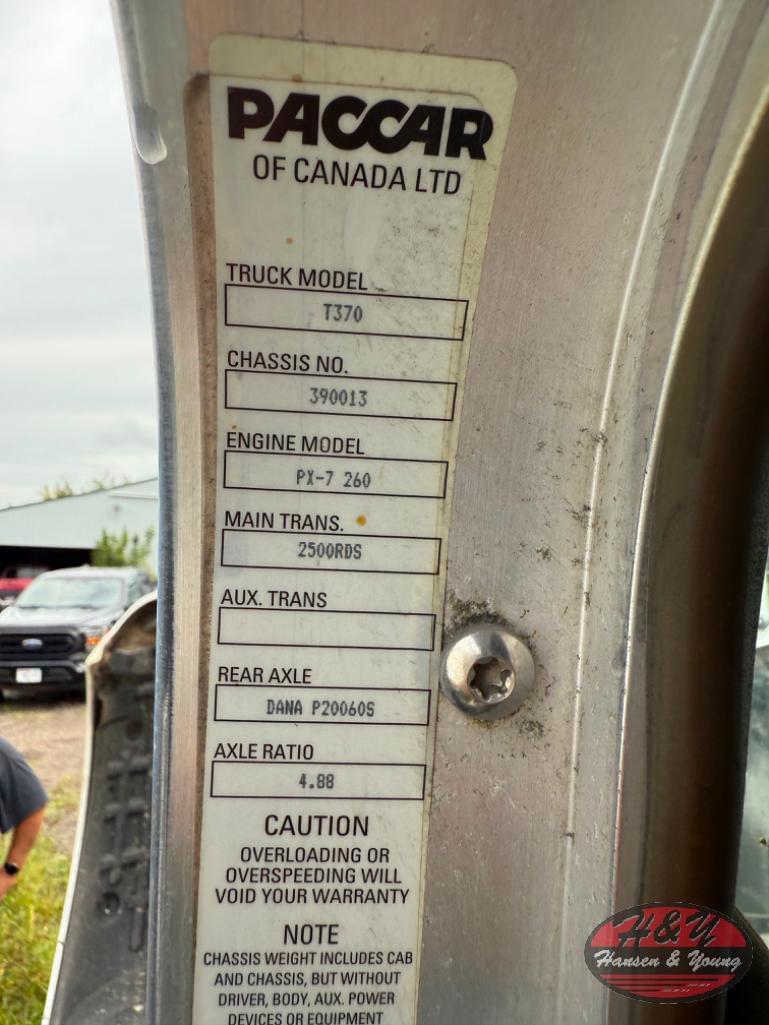 PACCAR
OF CANADA LTD
TRUCK MODEL
T370
CHASSIS NO.
390013
ENGINE MODEL
PX-7 260
MAIN TRANS.
2500RDS
AUX. TRANS
REAR AXLE
DANA P20060S
AXLE RATIO
4.88
CAUTION
OVERLOADING OR
OVERSPEEDING WILL
VOID YOUR WARRANTY
NOTE
CHASSIS WEIGHT INCLUDES CAB
AND CHASSIS, BUT WITHOUT
DRIVER, BODY, AUX. POWER
DEVICES OR EQUIPMENT
H&Y
Hansen & Young